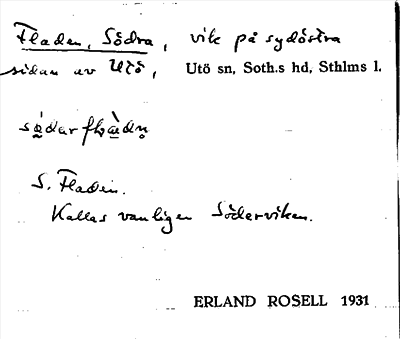 Fladen, Södra, vik på sydöstra
sidan av Utö, Utö sn, Soth.s hd, Sthlms l.
S. Fladen.
Kallas vanligen Söderviken.
ERLAND ROSELL 1931